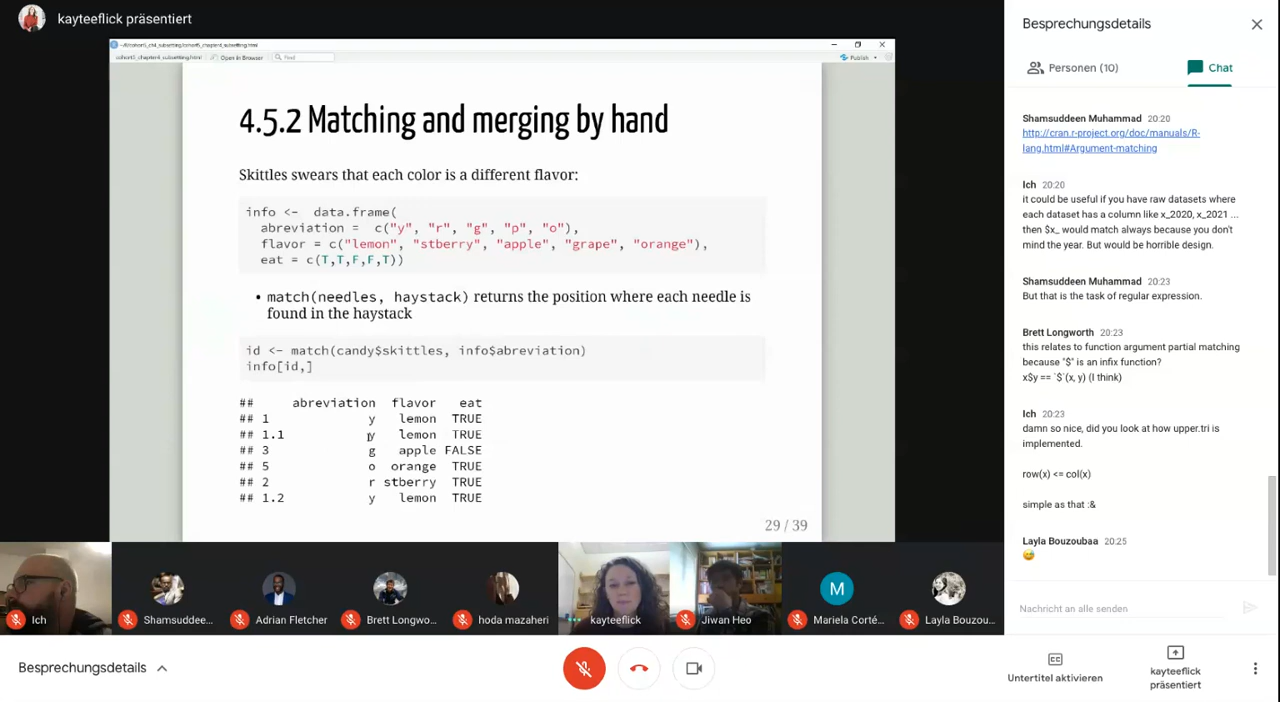 kayteeflick präsentiert
Open in Browser
Find
Publish
4.5.2 Matching and merging by hand
Skittles swears that each color is a different flavor:
info <- data.frame(
abreviation = c("y", "r", "g", "p", "o"),
flavor = c("lemon", "stberry", "apple", "grape", "orange"),
eat = c(T,T,F,F,T))
• match(needles, haystack) returns the position where each needle is
found in the haystack
id <- match(candy$skittles, info$abreviation)
info[id,]
## abreviation flavor eat
## 1 y lemon TRUE
## 1.1 y lemon TRUE
## 3 g apple FALSE
## 5 o orange TRUE
## 2 r stberry TRUE
## 1.2 y lemon TRUE
29 / 39
Ich
Shamsuddee...
Adrian Fletcher
Brett Longwo...
hoda mazaheri
kayteeflick
Jiwan Heo
M
Mariela Corté...
Layla Bouzou...
Besprechungsdetails
Untertitel aktivieren
kayteeflick
präsentiert
Besprechungsdetails
Personen (10)
Chat
Shamsuddeen Muhammad 20:20
http://cran.r-project.org/doc/manuals/R-
lang.html#Argument-matching
Ich 20:20
it could be useful if you have raw datasets where
each dataset has a column like x_2020, x_2021 ...
then $x_ would match always because you don't
mind the year. But would be horrible design.
Shamsuddeen Muhammad 20:23
But that is the task of regular expression.
Brett Longworth 20:23
this relates to function argument partial matching
because "$" is an infix function?
x$y == `$`(x, y) (I think)
Ich 20:23
damn so nice, did you look at how upper.tri is
implemented.
row(x) <= col(x)
simple as that :&
Layla Bouzoubaa 20:25
Nachricht an alle senden